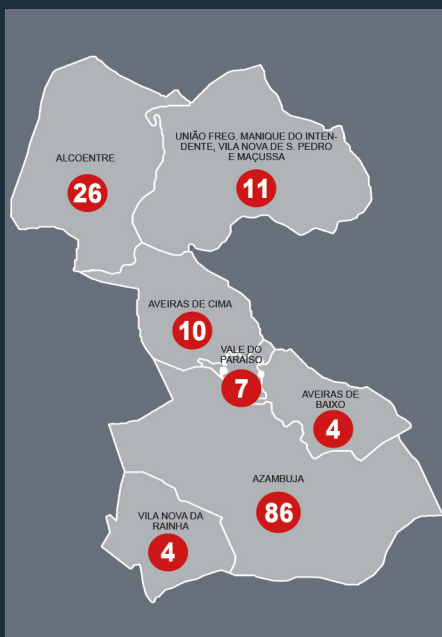 UNIÃO FREG. MANIQUE DO INTEN-
DENTE, VILA NOVA DE S. PEDRO
E MAÇUSSA
11
ALCOENTRE
26
AVEIRAS DE CIMA
10
VALE DO
PARAÍSO
7
AVEIRAS DE
BAIXO
4
AZAMBUJA
86
VILA NOVA DA
RAINHA
4